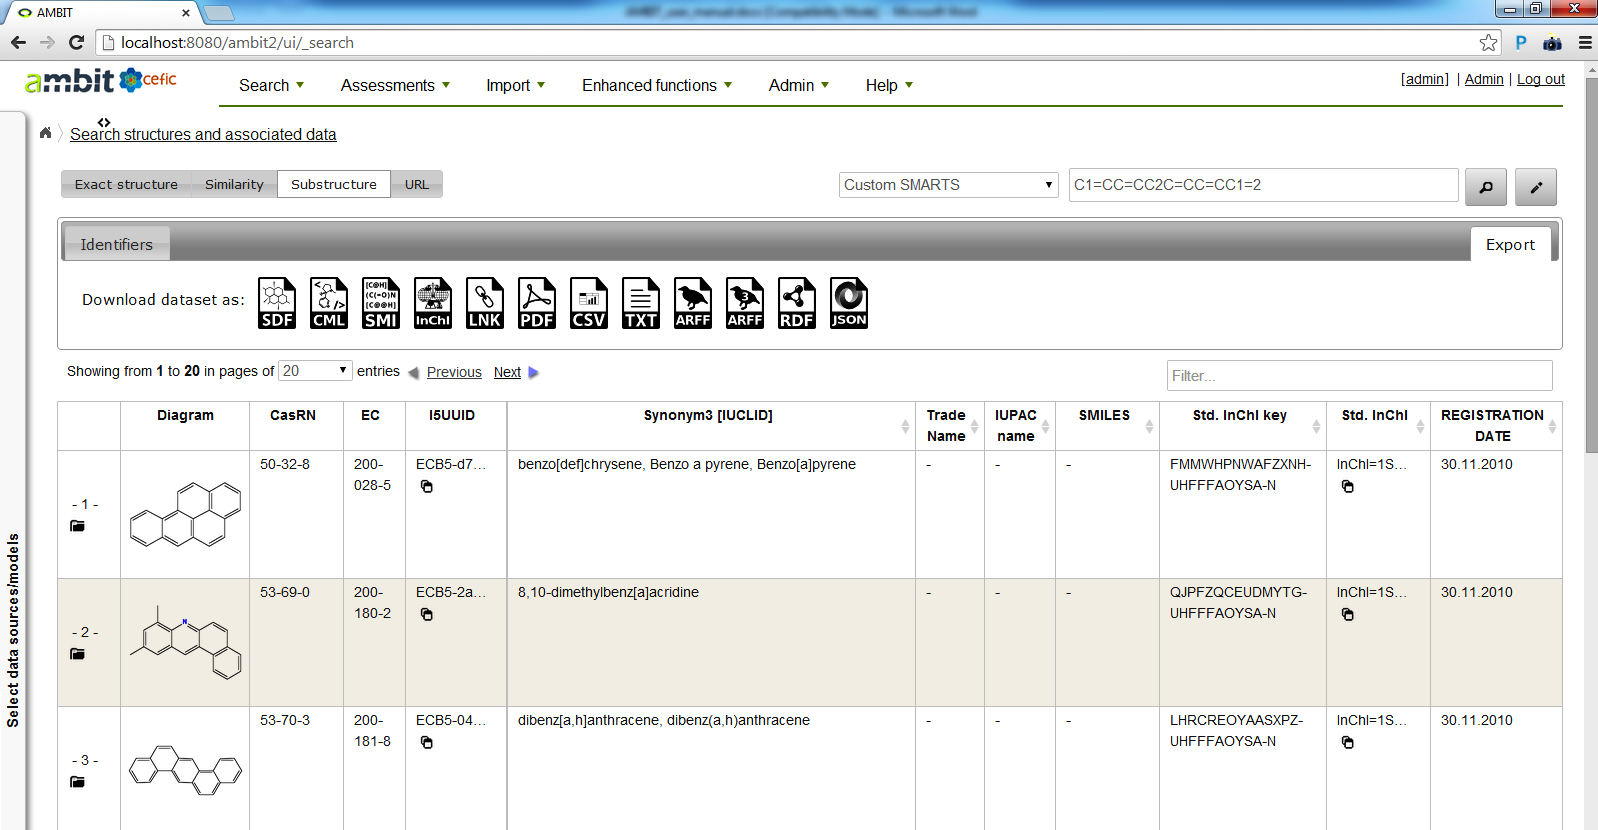 AMBIT
AMBIT_user_manual.docx [Compatibility Mode] - Microsoft Word
localhost:8080/ambit2/ui/_search
ambit cefic
Search Assessments Import Enhanced functions Admin Help
[admin] | Admin | Log out
Search structures and associated data
Exact structure Similarity Substructure URL
Custom SMARTS C1=CC=CC2C=CC=CC1=2
Identifiers Export
Download dataset as: SDF CML [C@H] (C(=O)N [C@@H] SMI InChI LNK PDF CSV TXT ARFF 3 ARFF RDF JSON
Showing from 1 to 20 in pages of 20 entries Previous Next Filter...
Diagram CasRN EC I5UUID Synonym3 [IUCLID] Trade Name IUPAC name SMILES Std. InChI key Std. InChI REGISTRATION DATE
- 1 - 50-32-8 200-028-5 ECB5-d7... benzo[def]chrysene, Benzo a pyrene, Benzo[a]pyrene - - - FMMWHPNWAFZXNH-UHFFFAOYSA-N InChI=1S... 30.11.2010
- 2 - N 53-69-0 200-180-2 ECB5-2a... 8,10-dimethylbenz[a]acridine - - - QJPFZQCEUDMYTG-UHFFFAOYSA-N InChI=1S... 30.11.2010
- 3 - 53-70-3 200-181-8 ECB5-04... dibenz[a,h]anthracene, dibenz(a,h)anthracene - - - LHRCREOYAASXPZ-UHFFFAOYSA-N InChI=1S... 30.11.2010
Select data sources/models